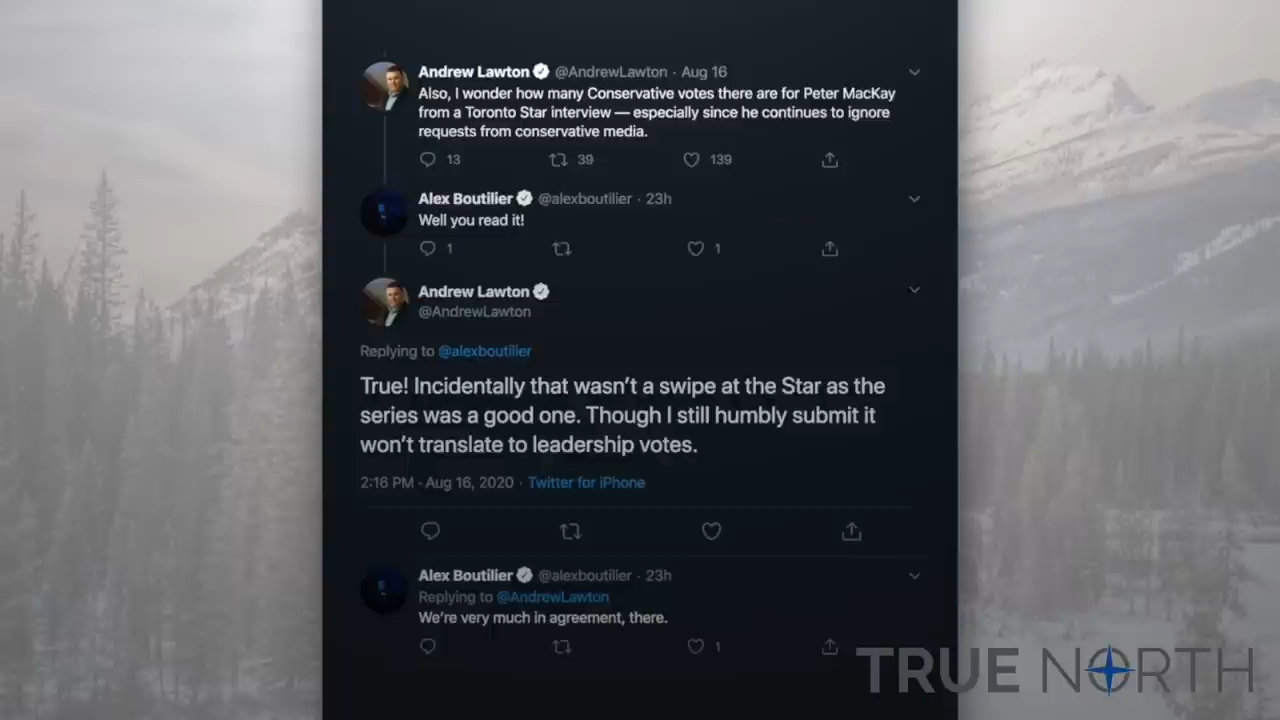 Andrew Lawton @AndrewLawton · Aug 16
Also, I wonder how many Conservative votes there are for Peter MacKay
from a Toronto Star interview — especially since he continues to ignore
requests from conservative media.
13 39 139
Alex Boutilier @alexboutilier · 23h
Well you read it!
1 1
Andrew Lawton
@AndrewLawton
Replying to @alexboutilier
True! Incidentally that wasn't a swipe at the Star as the
series was a good one. Though I still humbly submit it
won't translate to leadership votes.
2:16 PM · Aug 16, 2020 · Twitter for iPhone
Alex Boutilier @alexboutilier · 23h
Replying to @AndrewLawton
We're very much in agreement, there.
1
TRUE NORTH